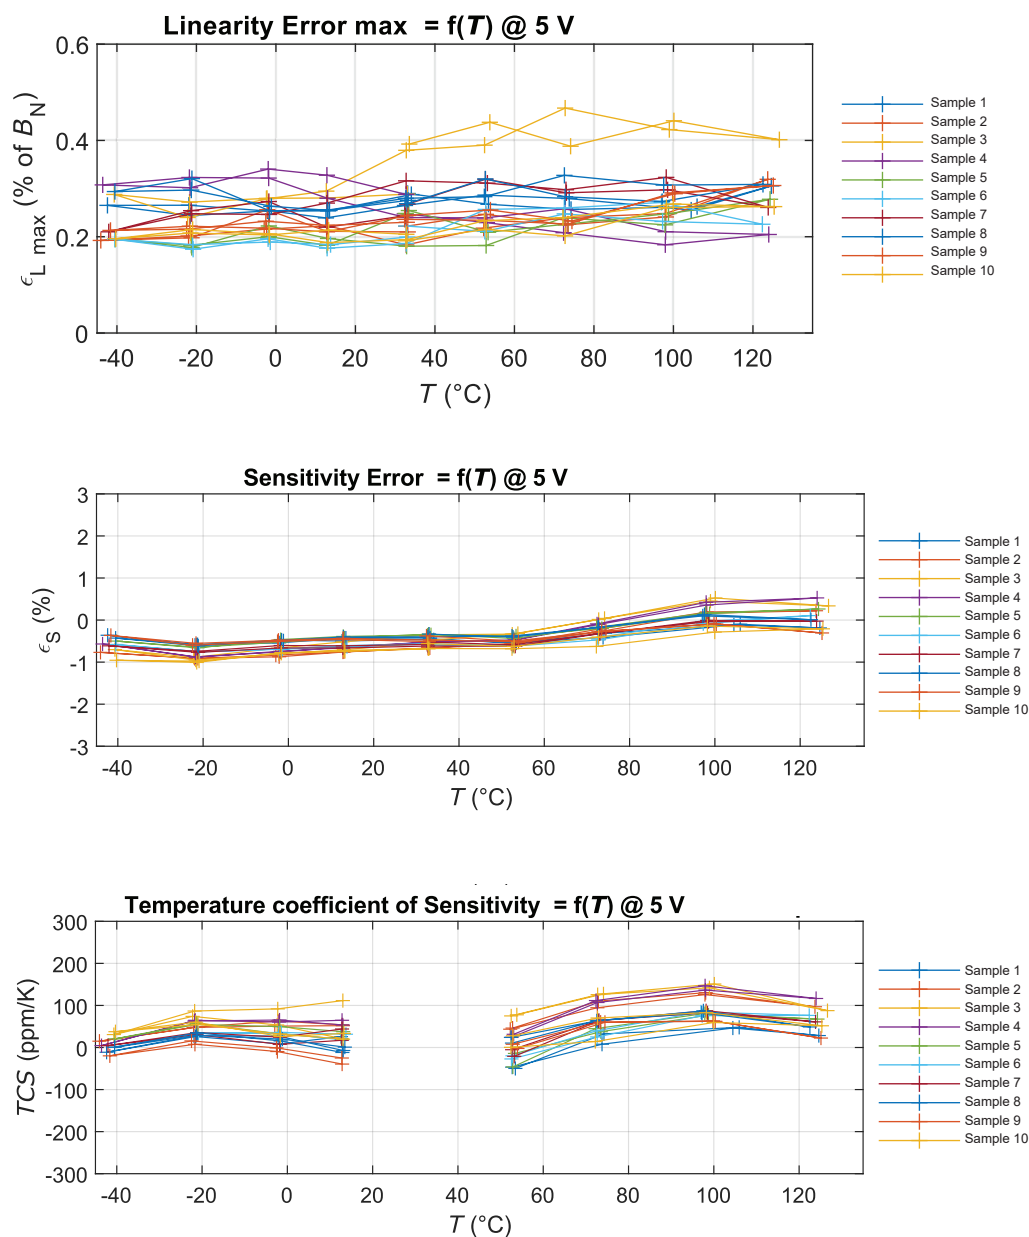 Linearity Error max = f(T) @ 5 V
0.6
0.4
0.2
0
ϵL max (% of BN)
-40 -20 0 20 40 60 80 100 120
T (°C)
Sample 1
Sample 2
Sample 3
Sample 4
Sample 5
Sample 6
Sample 7
Sample 8
Sample 9
Sample 10
Sensitivity Error = f(T) @ 5 V
3
2
1
0
-1
-2
-3
ϵS (%)
-40 -20 0 20 40 60 80 100 120
T (°C)
Sample 1
Sample 2
Sample 3
Sample 4
Sample 5
Sample 6
Sample 7
Sample 8
Sample 9
Sample 10
Temperature coefficient of Sensitivity = f(T) @ 5 V
300
200
100
0
-100
-200
-300
TCS (ppm/K)
-40 -20 0 20 40 60 80 100 120
T (°C)
Sample 1
Sample 2
Sample 3
Sample 4
Sample 5
Sample 6
Sample 7
Sample 8
Sample 9
Sample 10